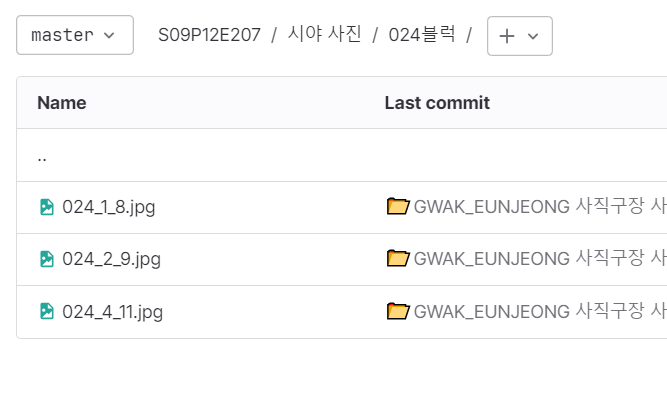 master S09P12E207 / 시야 사진 / 024블럭 / +
Name Last commit
..
024_1_8.jpg GWAK_EUNJEONG 사직구장 사
024_2_9.jpg GWAK_EUNJEONG 사직구장 사
024_4_11.jpg GWAK_EUNJEONG 사직구장 사